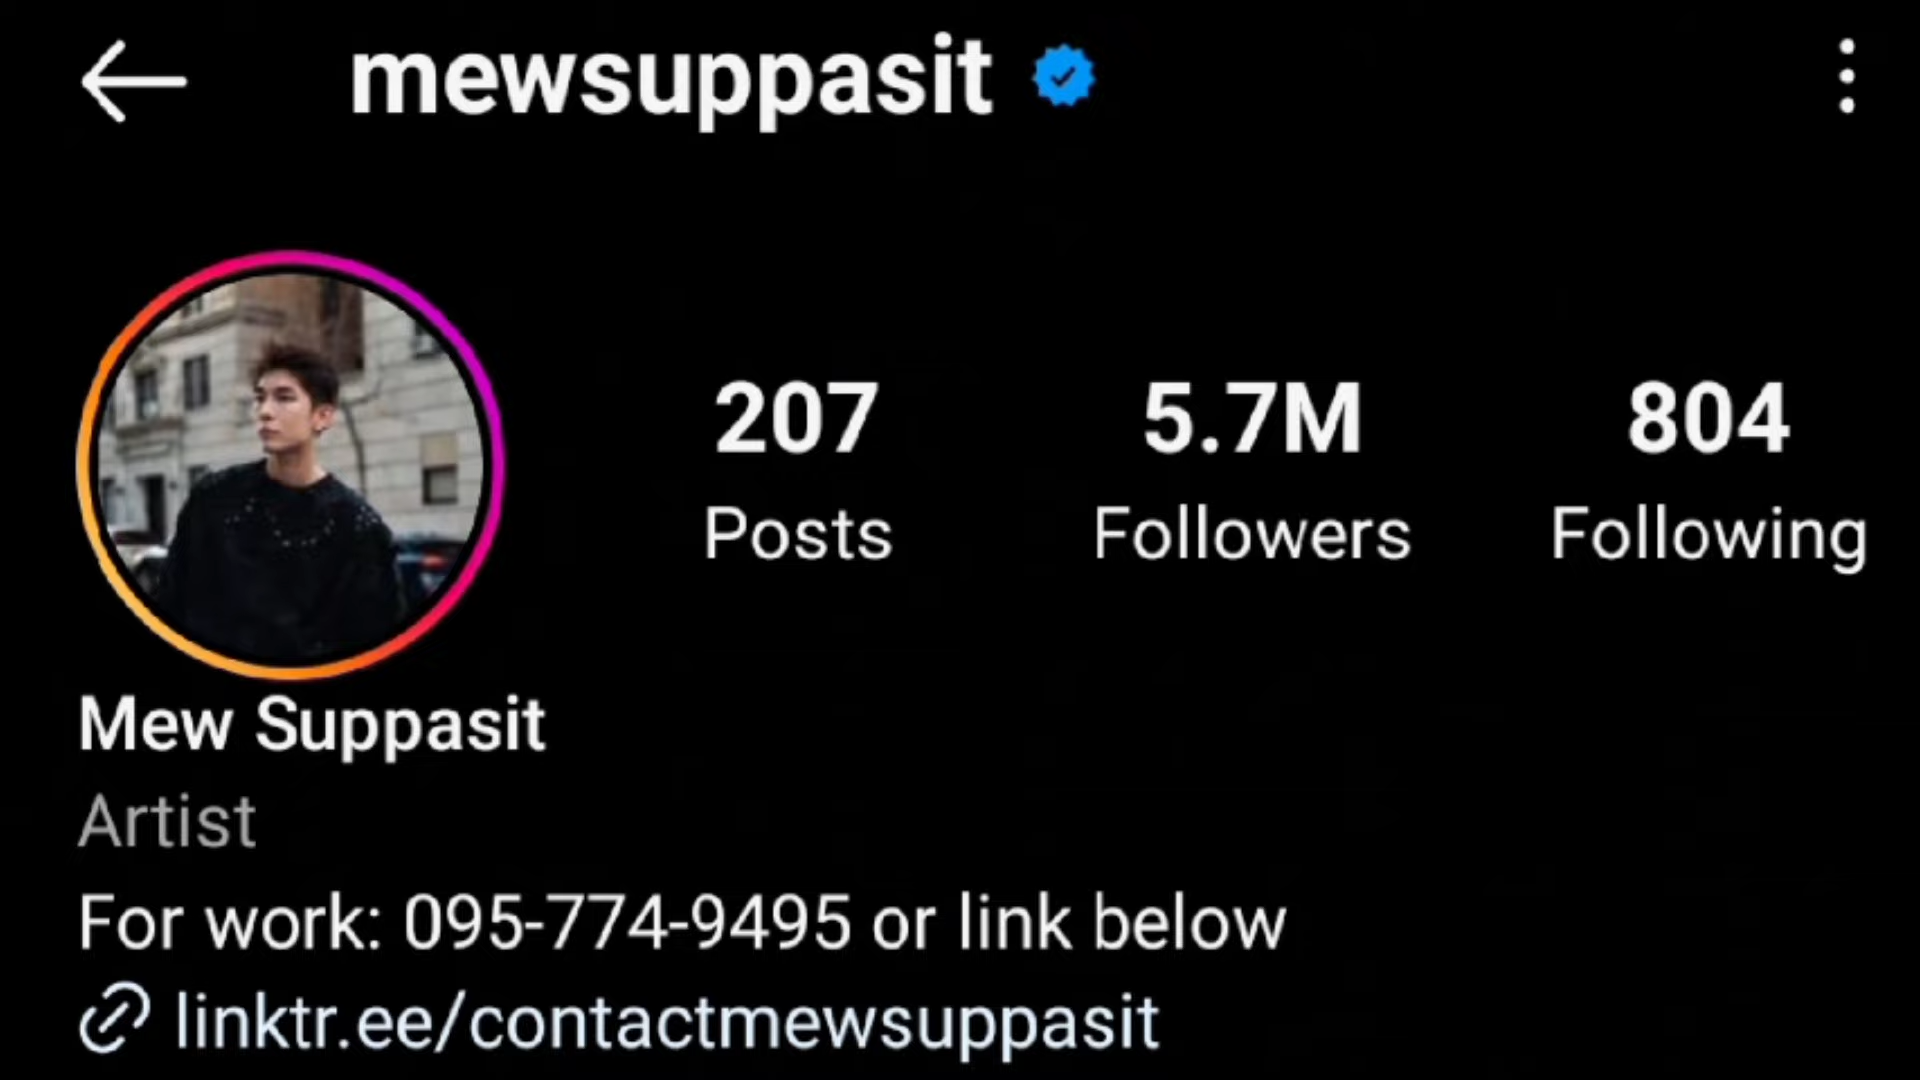 mewsuppasit
207 5.7M 804
Posts Followers Following
Mew Suppasit
Artist
For work: 095-774-9495 or link below
linktr.ee/contactmewsuppasit